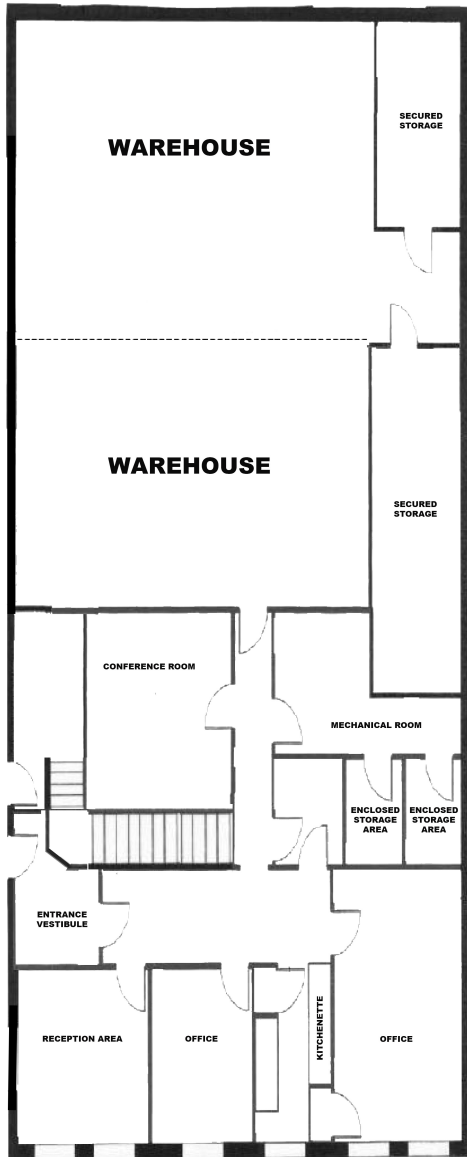 WAREHOUSE
SECURED
STORAGE
WAREHOUSE
SECURED
STORAGE
CONFERENCE ROOM
MECHANICAL ROOM
ENCLOSED
STORAGE
AREA
ENCLOSED
STORAGE
AREA
ENTRANCE
VESTIBULE
RECEPTION AREA
OFFICE
KITCHENETTE
OFFICE